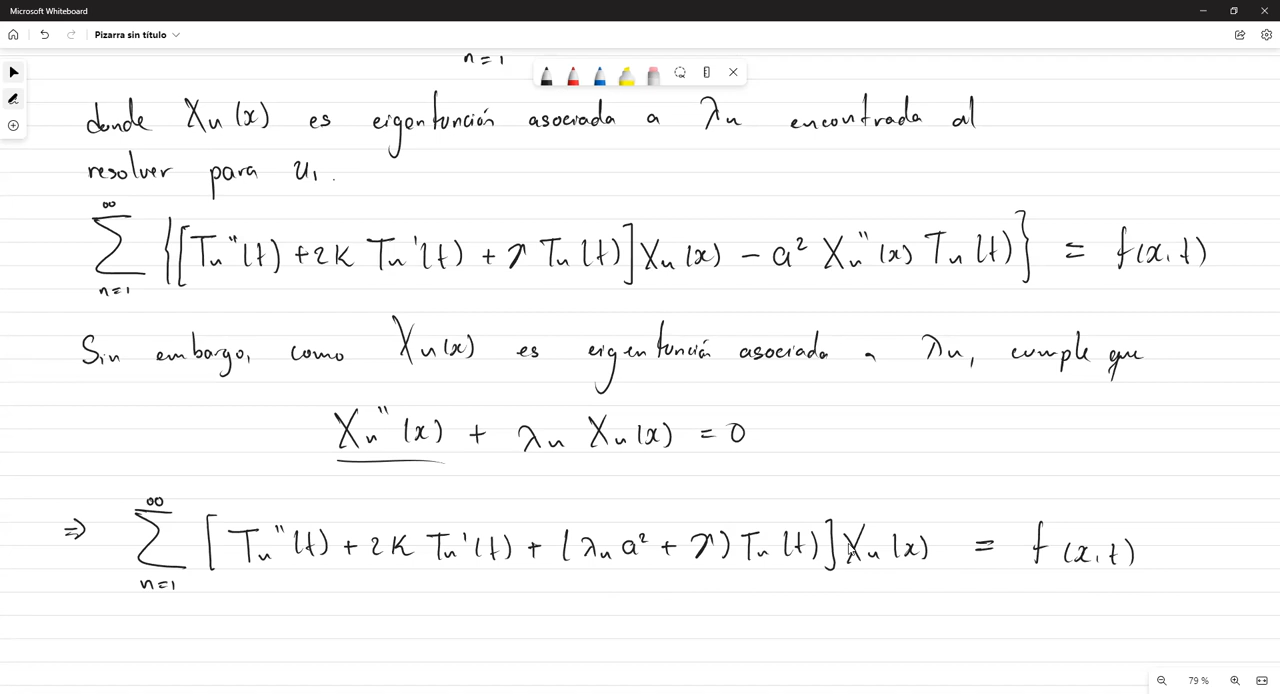 Microsoft Whiteboard
Pizarra sin título
n = 1
donde Xn(x) es eigenfunción asociada a λn encontrada al
resolver para u₁.
∞
∑ {[Tn''(t) + 2K Tn'(t) + γ Tn(t)] Xn(x) − a² Xn''(x) Tn(t)} = f(x,t)
n=1
Sin embargo, como Xn(x) es eigenfunción asociada a λn, cumple que
Xn''(x) + λn Xn(x) = 0
∞
⇒ ∑ [Tn''(t) + 2K Tn'(t) + (λn a² + γ) Tn(t)] Xn(x) = f(x,t)
n=1
79 %